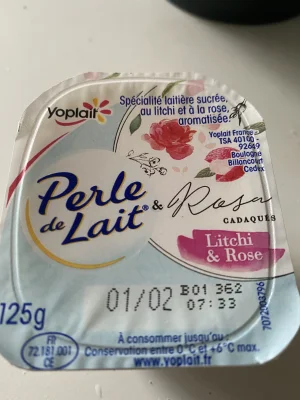 Yoplait
Spécialité laitière sucrée,
au litchi et à la rose,
aromatisée.
Yoplait France
TSA 40100 -
92649
Boulogne
Billancourt
Cedex
Perle
de Lait® &
Rosa
CADAQUÉS
Litchi
& Rose
125g
01/02 B01 362
07:33
FR
72.181.001
CE
À consommer jusqu'au
Conservation entre 0°C et +6°C max.
www.yoplait.fr